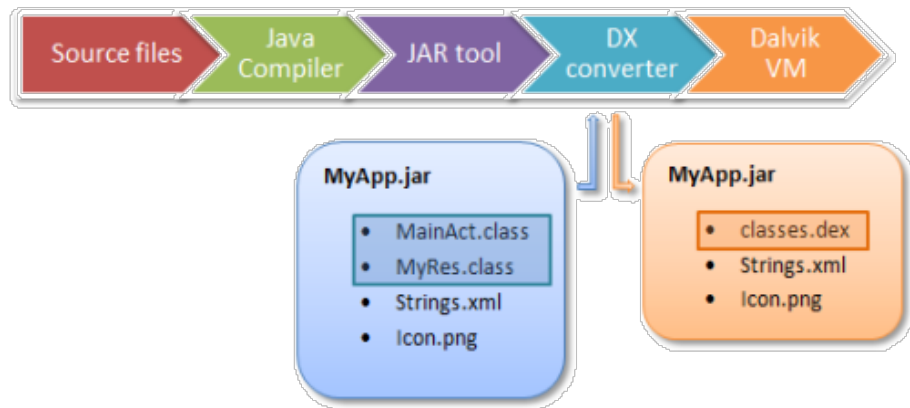 Source files
Java
Compiler
JAR tool
DX
converter
Dalvik
VM
MyApp.jar
• MainAct.class
• MyRes.class
• Strings.xml
• Icon.png
MyApp.jar
• classes.dex
• Strings.xml
• Icon.png